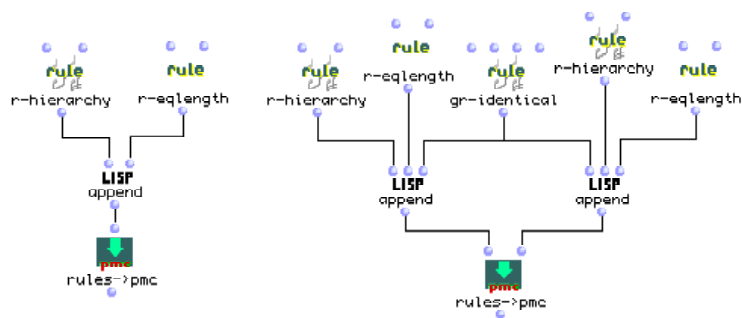 rule
r-hierarchy
rule
r-eqlength
LISP
append
pmc
rules->pmc
rule
r-hierarchy
rule
r-eqlength
rule
gr-identical
rule
r-hierarchy
rule
r-eqlength
LISP
append
LISP
append
pmc
rules->pmc